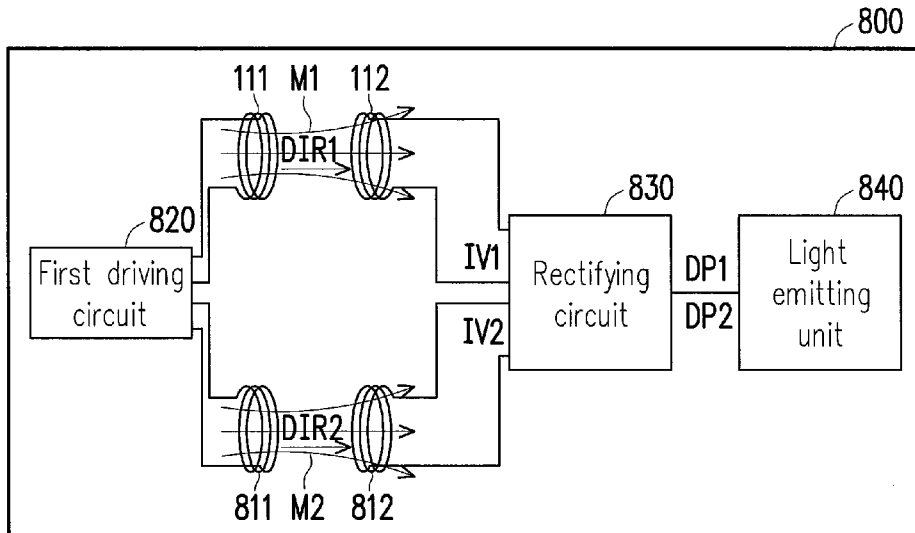 800
111
M1
112
DIR1
820
First driving
circuit
IV1
IV2
830
Rectifying
circuit
DP1
DP2
840
Light
emitting
unit
DIR2
811
M2
812